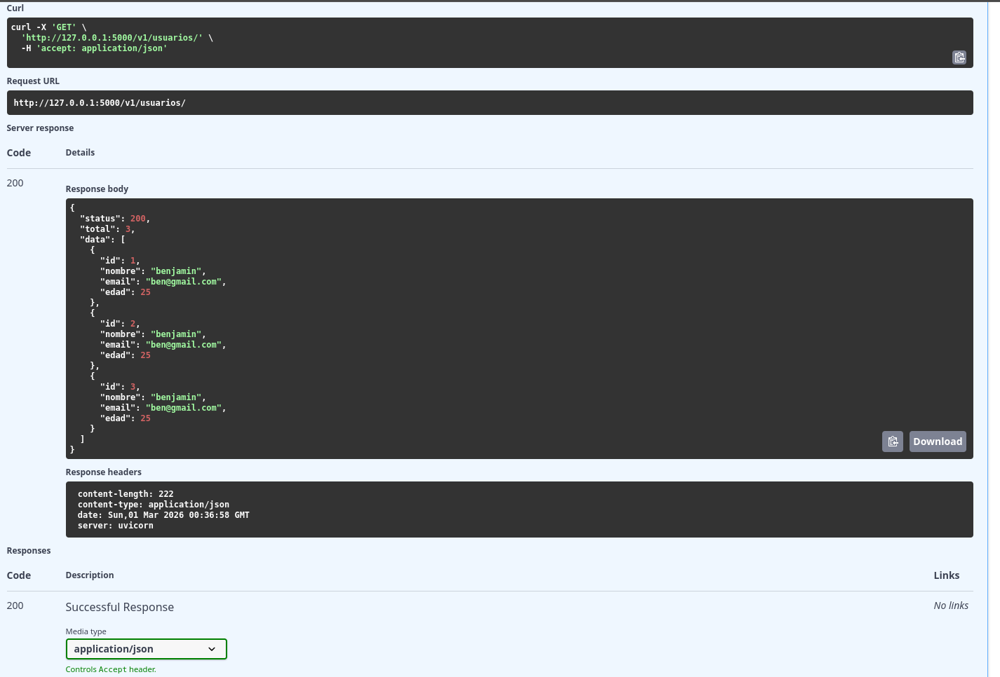 Curl
curl -X 'GET' \
  'http://127.0.0.1:5000/v1/usuarios/' \
  -H 'accept: application/json'
Request URL
http://127.0.0.1:5000/v1/usuarios/
Server response
Code Details
200
Response body
{
  "status": 200,
  "total": 3,
  "data": [
    {
      "id": 1,
      "nombre": "benjamin",
      "email": "ben@gmail.com",
      "edad": 25
    },
    {
      "id": 2,
      "nombre": "benjamin",
      "email": "ben@gmail.com",
      "edad": 25
    },
    {
      "id": 3,
      "nombre": "benjamin",
      "email": "ben@gmail.com",
      "edad": 25
    }
  ]
}
Download
Response headers
content-length: 222
content-type: application/json
date: Sun,01 Mar 2026 00:36:58 GMT
server: uvicorn
Responses
Code Description Links
200 Successful Response No links
Media type
application/json
Controls Accept header.